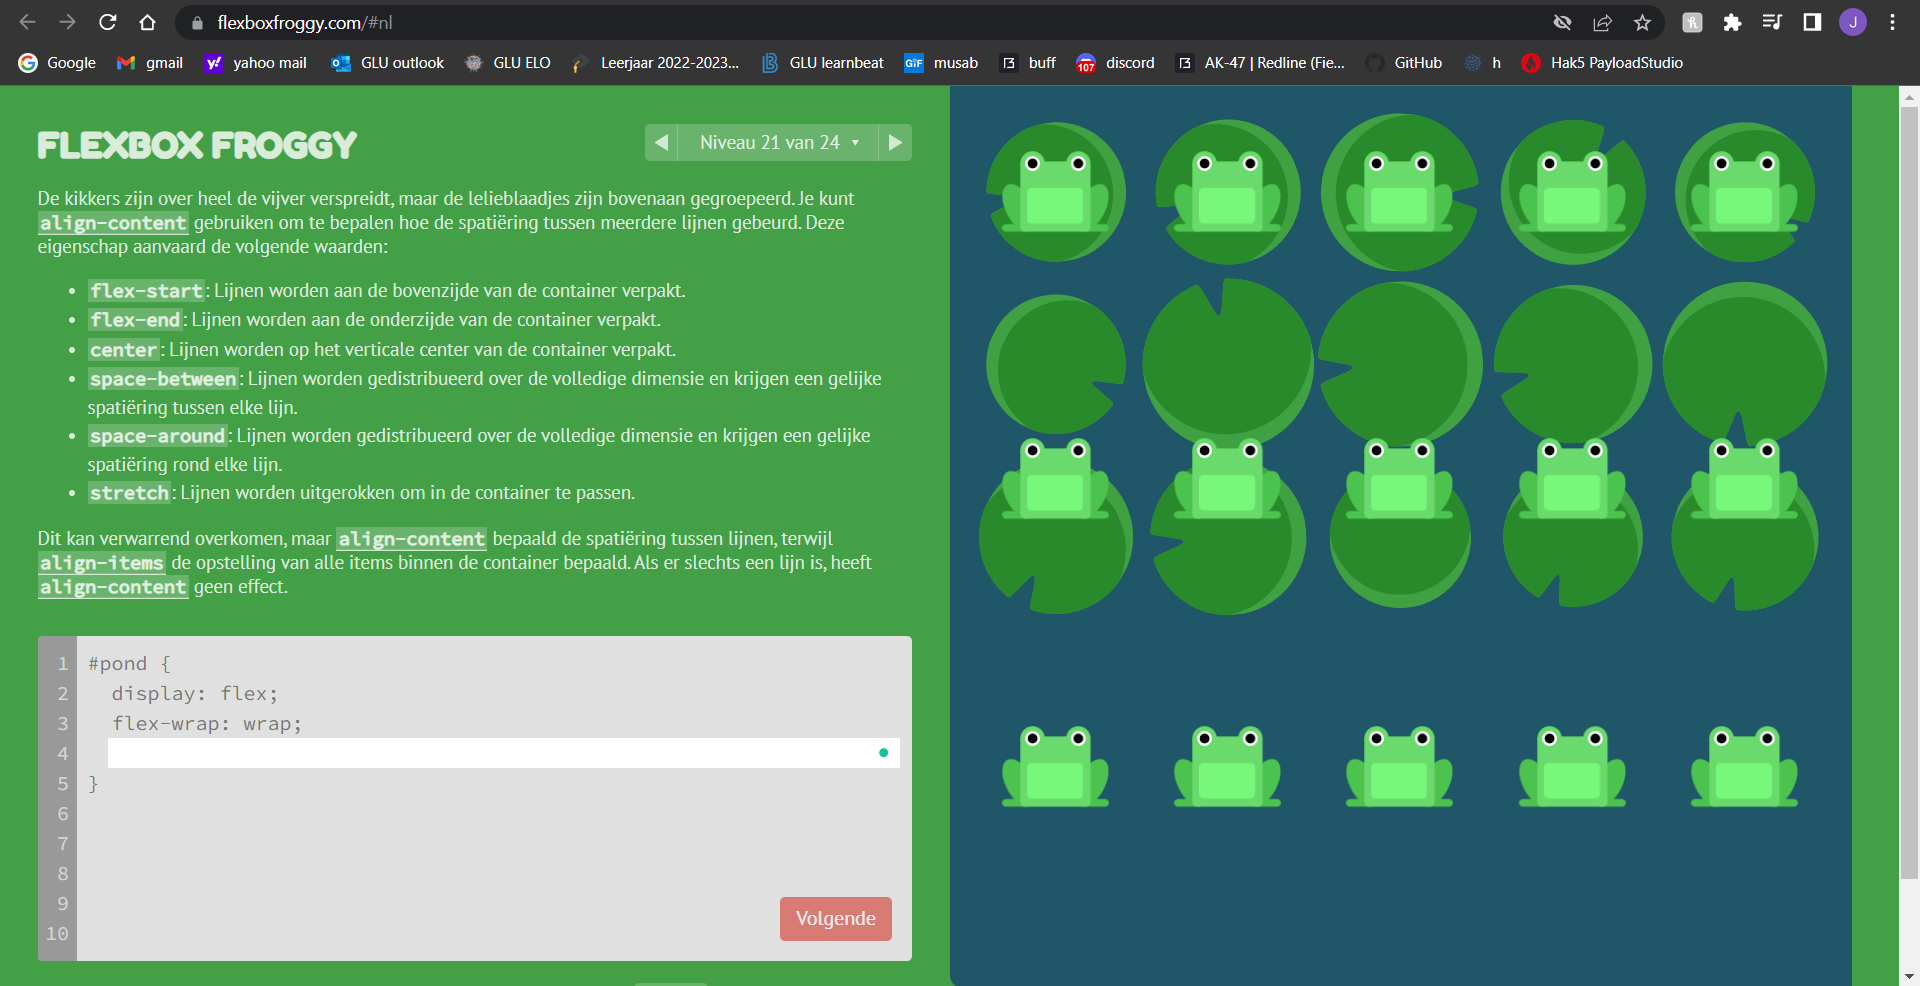 flexboxfroggy.com/#nl
J
Google
gmail
yahoo mail
GLU outlook
GLU ELO
Leerjaar 2022-2023...
GLU learnbeat
GIF
musab
buff
107
discord
AK-47 | Redline (Fie...
GitHub
h
Hak5 PayloadStudio
FLEXBOX FROGGY
Niveau 21 van 24
De kikkers zijn over heel de vijver verspreidt, maar de lelieblaadjes zijn bovenaan gegroepeerd. Je kunt
align-content gebruiken om te bepalen hoe de spatiëring tussen meerdere lijnen gebeurd. Deze
eigenschap aanvaard de volgende waarden:
• flex-start: Lijnen worden aan de bovenzijde van de container verpakt.
• flex-end: Lijnen worden aan de onderzijde van de container verpakt.
• center: Lijnen worden op het verticale center van de container verpakt.
• space-between: Lijnen worden gedistribueerd over de volledige dimensie en krijgen een gelijke
spatiëring tussen elke lijn.
• space-around: Lijnen worden gedistribueerd over de volledige dimensie en krijgen een gelijke
spatiëring rond elke lijn.
• stretch: Lijnen worden uitgerokken om in de container te passen.
Dit kan verwarrend overkomen, maar align-content bepaald de spatiëring tussen lijnen, terwijl
align-items de opstelling van alle items binnen de container bepaald. Als er slechts een lijn is, heeft
align-content geen effect.
1 #pond {
2 display: flex;
3 flex-wrap: wrap;
4
5 }
6
7
8
9
10
Volgende